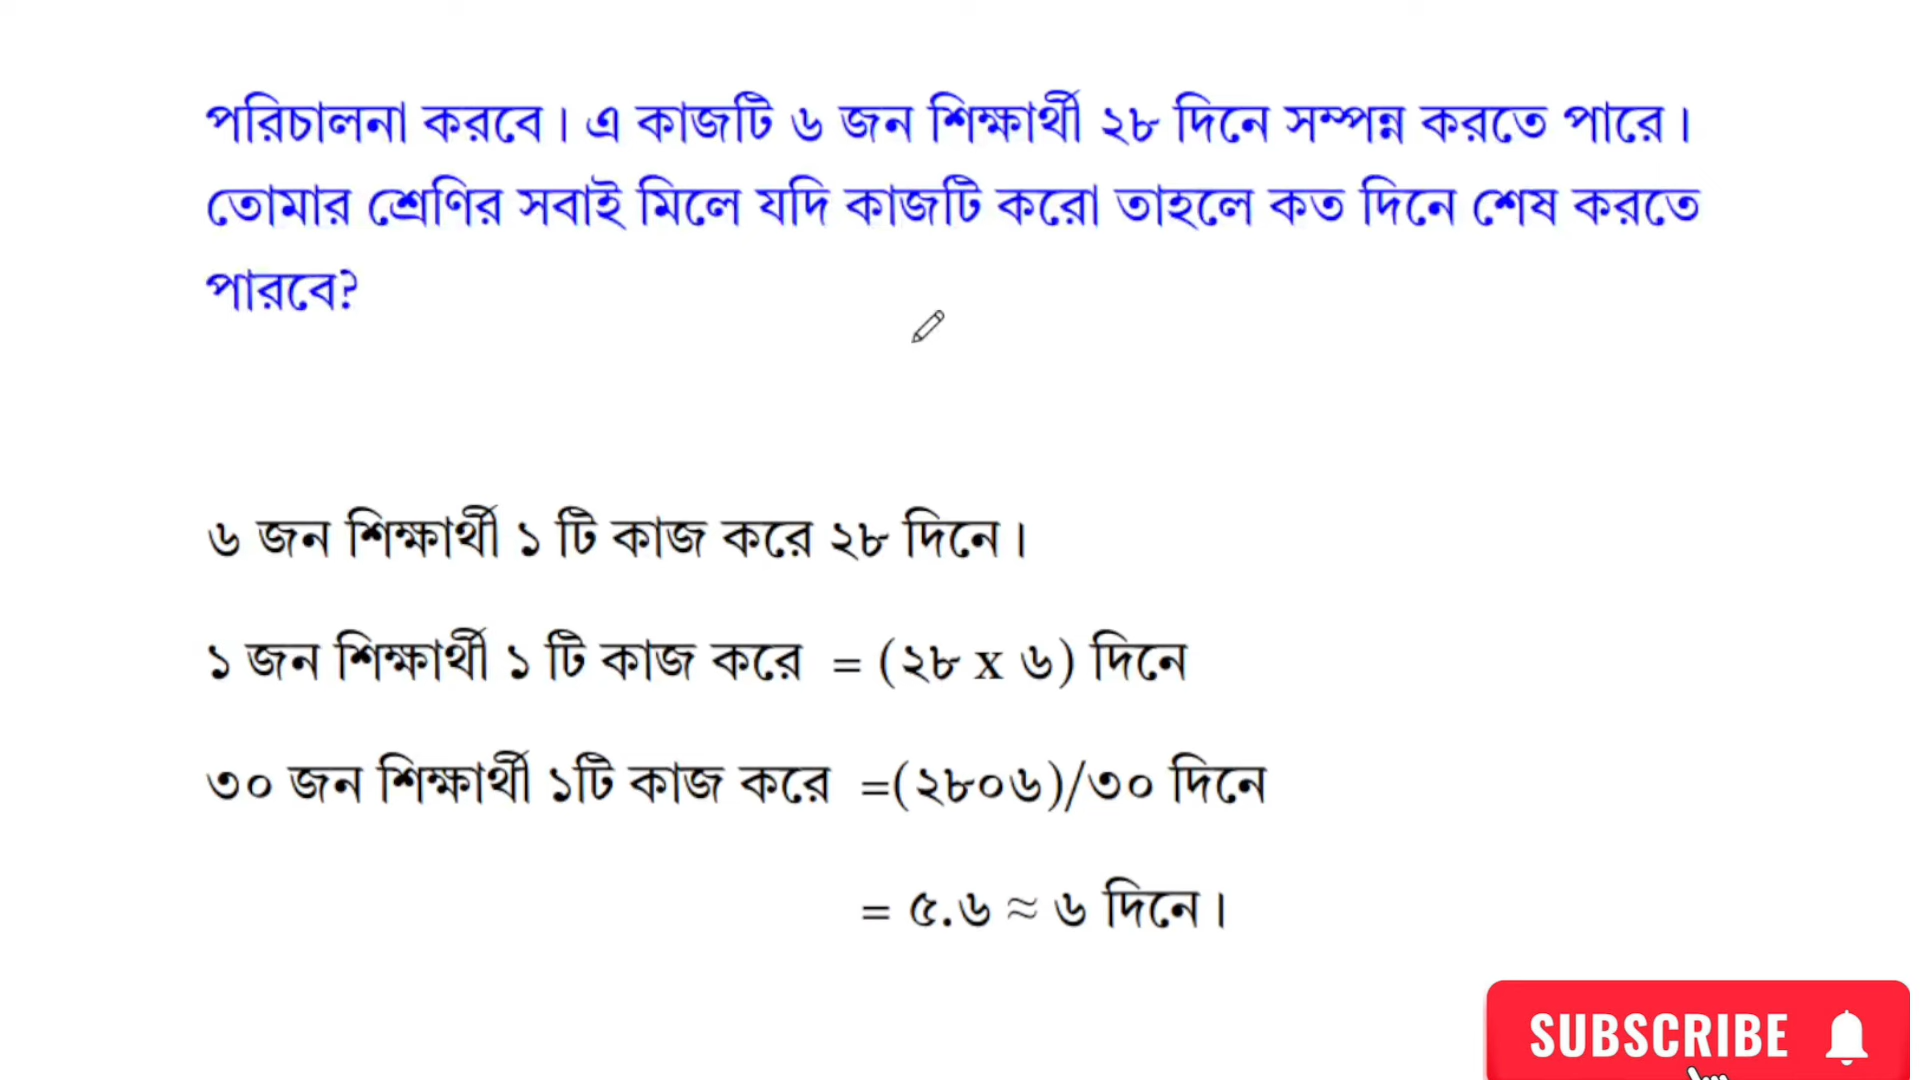 পরিচালনা করবে। এ কাজটি ৬ জন শিক্ষার্থী ২৮ দিনে সম্পন্ন করতে পারে।
তোমার শ্রেণির সবাই মিলে যদি কাজটি করো তাহলে কত দিনে শেষ করতে
পারবে?
৬ জন শিক্ষার্থী ১ টি কাজ করে ২৮ দিনে।
১ জন শিক্ষার্থী ১ টি কাজ করে = (২৮ x ৬) দিনে
৩০ জন শিক্ষার্থী ১টি কাজ করে =(২৮০৬)/৩০ দিনে
= ৫.৬ ≈ ৬ দিনে।
SUBSCRIBE